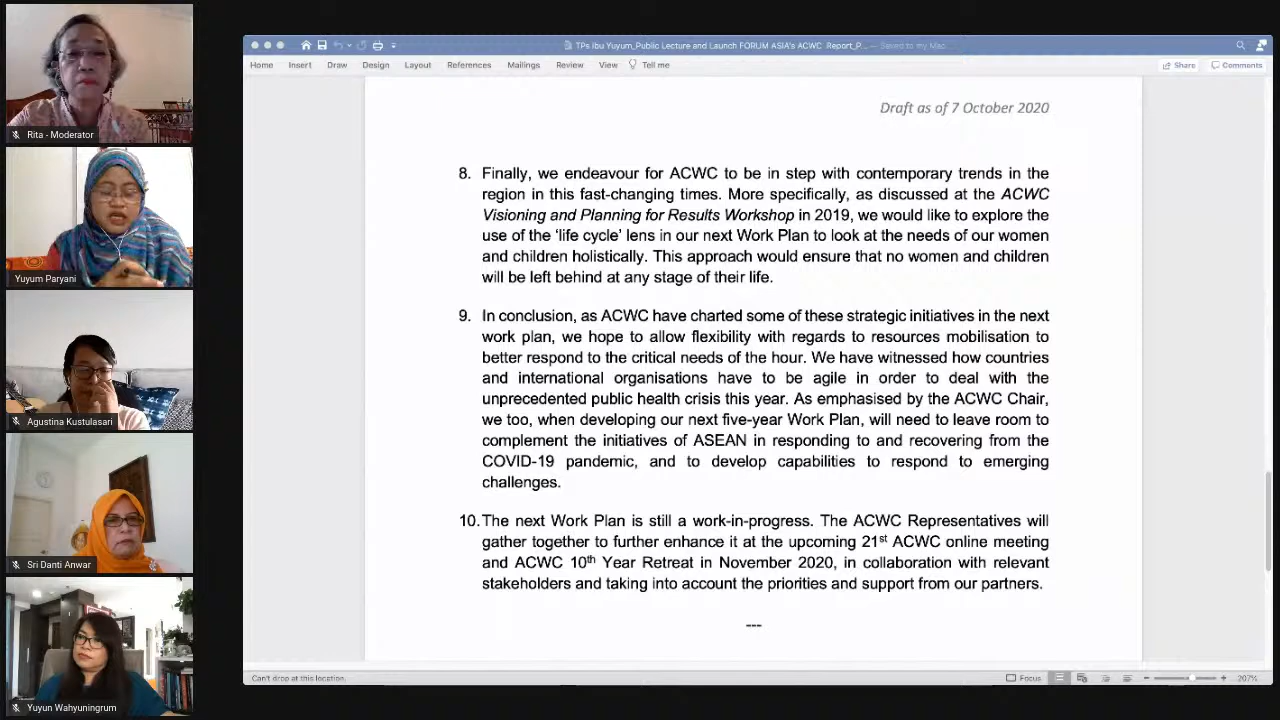 Rita - Moderator
Yuyum Paryani
Agustina Kustulasari
Sri Danti Anwar
Yuyun Wahyuningrum
TPs Ibu Yuyum_Public Lecture and Launch FORUM ASIA's ACWC Report_P... — Saved to my Mac
Home Insert Draw Design Layout References Mailings Review View Tell me Share Comments
Draft as of 7 October 2020
8. Finally, we endeavour for ACWC to be in step with contemporary trends in the
region in this fast-changing times. More specifically, as discussed at the ACWC
Visioning and Planning for Results Workshop in 2019, we would like to explore the
use of the ‘life cycle’ lens in our next Work Plan to look at the needs of our women
and children holistically. This approach would ensure that no women and children
will be left behind at any stage of their life.
9. In conclusion, as ACWC have charted some of these strategic initiatives in the next
work plan, we hope to allow flexibility with regards to resources mobilisation to
better respond to the critical needs of the hour. We have witnessed how countries
and international organisations have to be agile in order to deal with the
unprecedented public health crisis this year. As emphasised by the ACWC Chair,
we too, when developing our next five-year Work Plan, will need to leave room to
complement the initiatives of ASEAN in responding to and recovering from the
COVID-19 pandemic, and to develop capabilities to respond to emerging
challenges.
10. The next Work Plan is still a work-in-progress. The ACWC Representatives will
gather together to further enhance it at the upcoming 21st ACWC online meeting
and ACWC 10th Year Retreat in November 2020, in collaboration with relevant
stakeholders and taking into account the priorities and support from our partners.
---
Can't drop at this location. Focus 207%